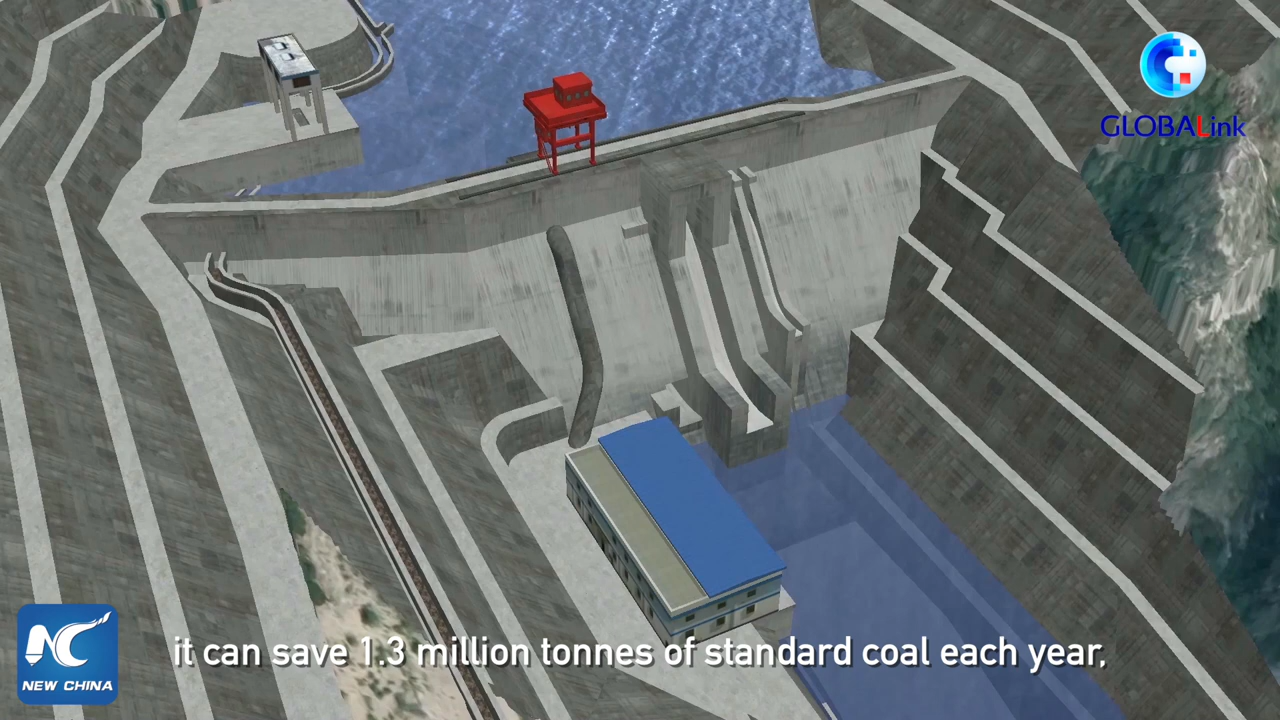 GLOBALink
it can save 1.3 million tonnes of standard coal each year,
NEW CHINA